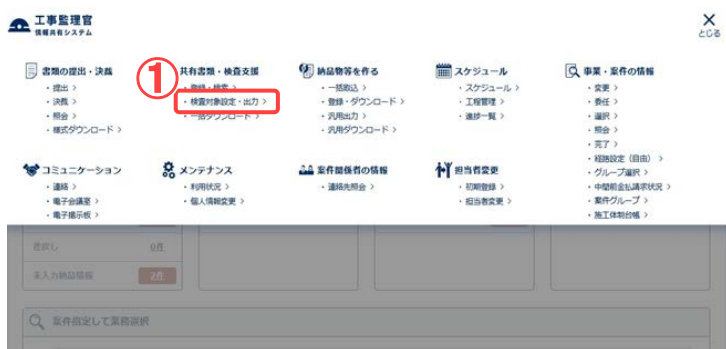 工事監理官
情報共有システム
とじる
書類の提出・決裁
・提出 >
・決裁 >
・照会 >
・様式ダウンロード >
①
共有書類・検査支援
・登録・検索 >
・検査対象設定・出力 >
・一括ダウンロード >
納品物等を作る
・一括取込 >
・登録・ダウンロード >
・汎用出力 >
・汎用ダウンロード >
スケジュール
・スケジュール >
・工程管理 >
・進捗一覧 >
事業・案件の情報
・変更 >
・委任 >
・選択 >
・照会 >
・完了 >
・経路設定（自由） >
・グループ選択 >
・中間前金払請求状況 >
・案件グループ >
・施工体制台帳 >
コミュニケーション
・連絡 >
・電子会議室 >
・電子掲示板 >
メンテナンス
・利用状況 >
・個人情報変更 >
案件関係者の情報
・連絡先照会 >
担当者変更
・初期登録 >
・担当者変更 >
差戻し
0件
未入力納品情報
2件
案件指定して業務選択